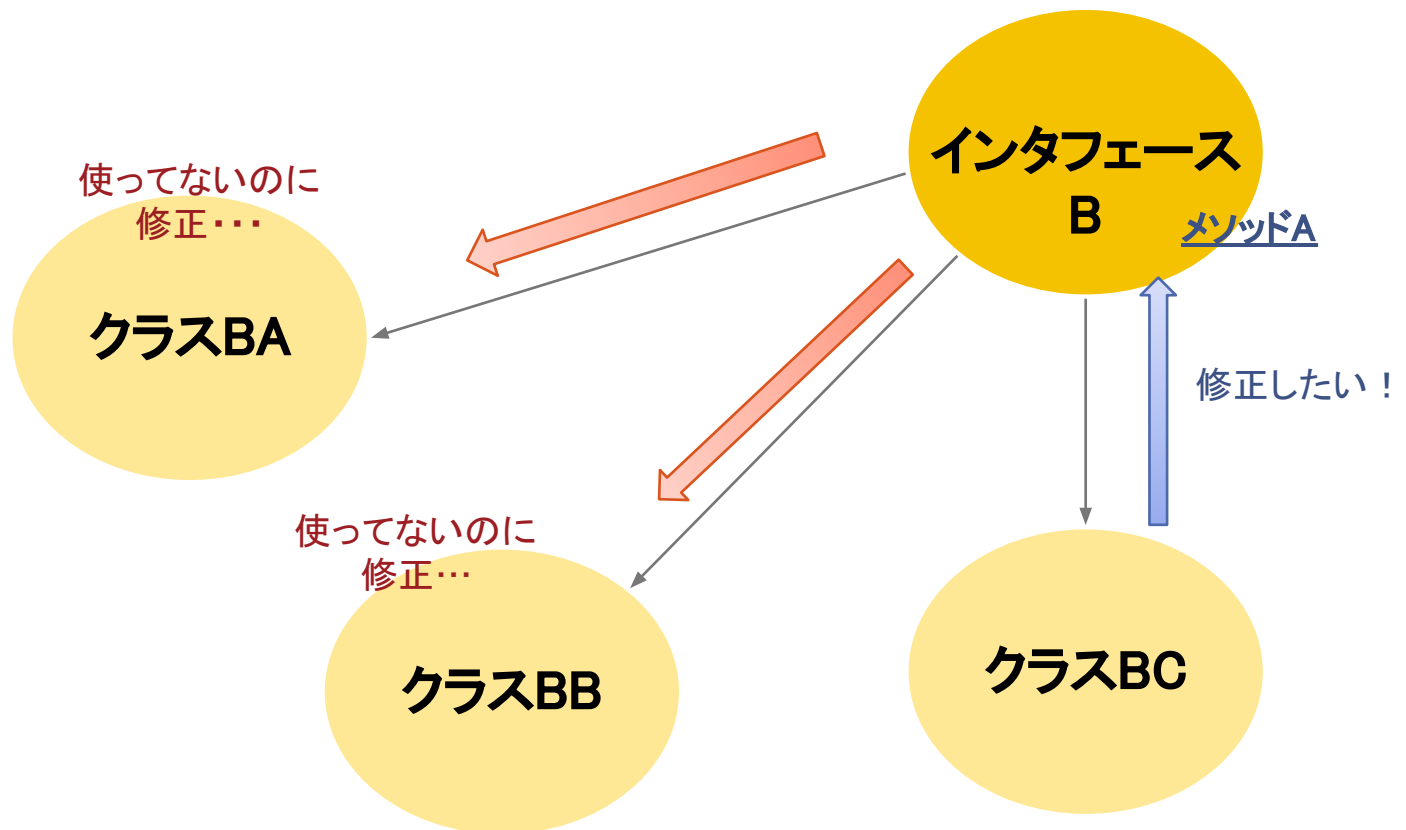 インタフェース
B
メソッドA
使ってないのに
修正・・・
クラスBA
修正したい！
使ってないのに
修正…
クラスBB
クラスBC